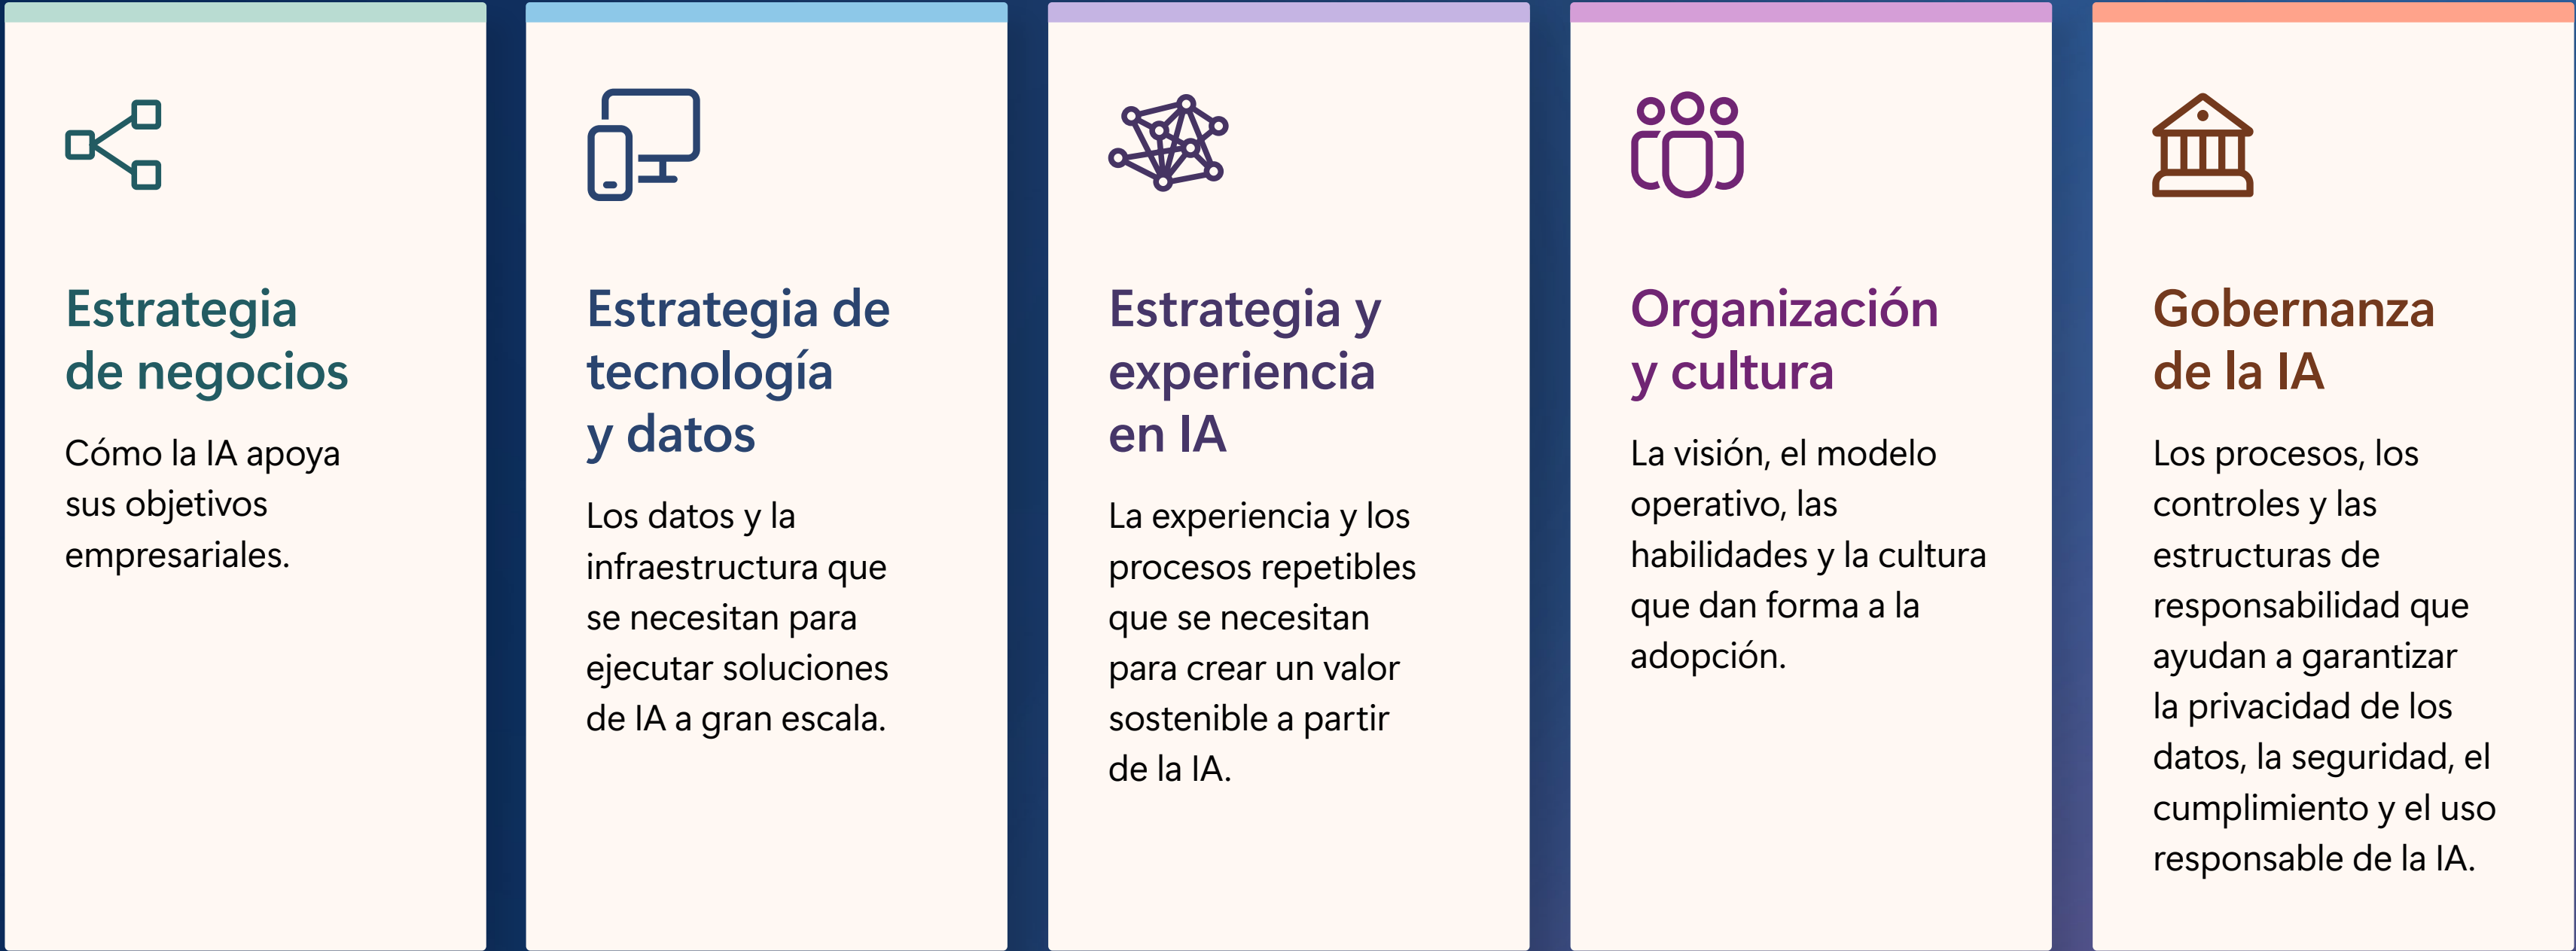 Estrategia
de negocios
Cómo la IA apoya
sus objetivos
empresariales.
Estrategia de
tecnología
y datos
Los datos y la
infraestructura que
se necesitan para
ejecutar soluciones
de IA a gran escala.
Estrategia y
experiencia
en IA
La experiencia y los
procesos repetibles
que se necesitan
para crear un valor
sostenible a partir
de la IA.
Organización
y cultura
La visión, el modelo
operativo, las
habilidades y la cultura
que dan forma a la
adopción.
Gobernanza
de la IA
Los procesos, los
controles y las
estructuras de
responsabilidad que
ayudan a garantizar
la privacidad de los
datos, la seguridad, el
cumplimiento y el uso
responsable de la IA.